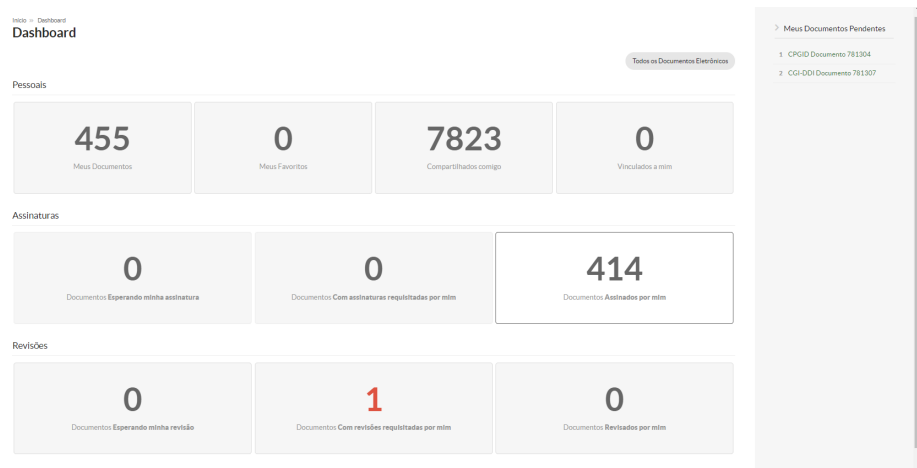 Início » Dashboard
Dashboard
Todos os Documentos Eletrônicos
Pessoais
455
Meus Documentos
0
Meus Favoritos
7823
Compartilhados comigo
0
Vinculados a mim
Assinaturas
0
Documentos Esperando minha assinatura
0
Documentos Com assinaturas requisitadas por mim
414
Documentos Assinados por mim
Revisões
0
Documentos Esperando minha revisão
1
Documentos Com revisões requisitadas por mim
0
Documentos Revisados por mim
Meus Documentos Pendentes
1 CPGID Documento 781304
2 CGI-DDI Documento 781307